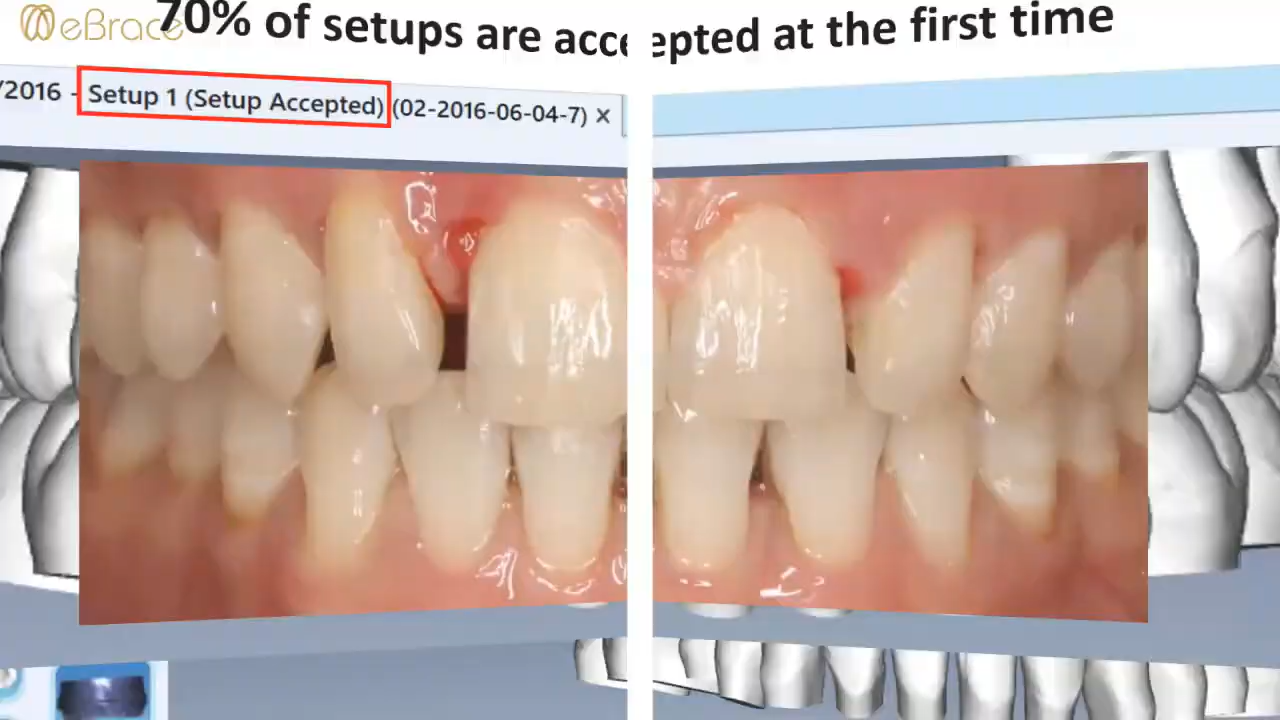 eBrace
70% of setups are accepted at the first time
/2016 - Setup 1 (Setup Accepted) (02-2016-06-04-7) ×